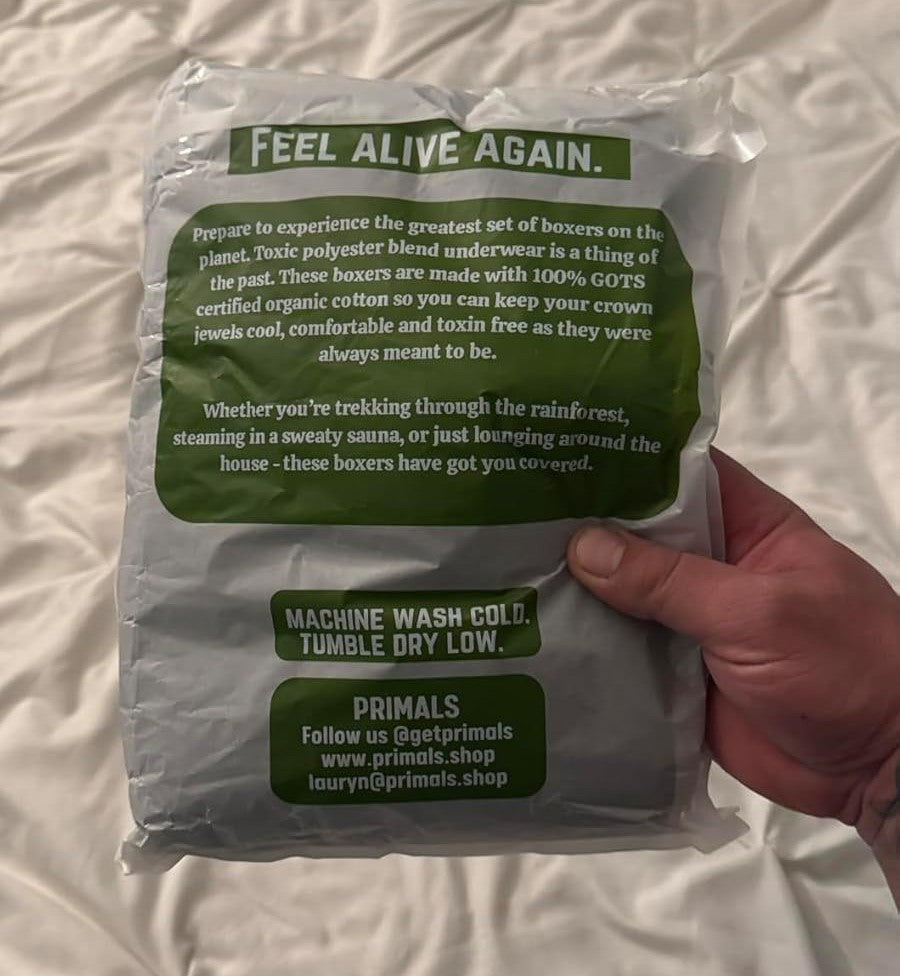 FEEL ALIVE AGAIN.
Prepare to experience the greatest set of boxers on the
planet. Toxic polyester blend underwear is a thing of
the past. These boxers are made with 100% GOTS
certified organic cotton so you can keep your crown
jewels cool, comfortable and toxin free as they were
always meant to be.
Whether you're trekking through the rainforest,
steaming in a sweaty sauna, or just lounging around the
house - these boxers have got you covered.
MACHINE WASH COLD.
TUMBLE DRY LOW.
PRIMALS
Follow us @getprimals
www.primals.shop
lauryn@primals.shop